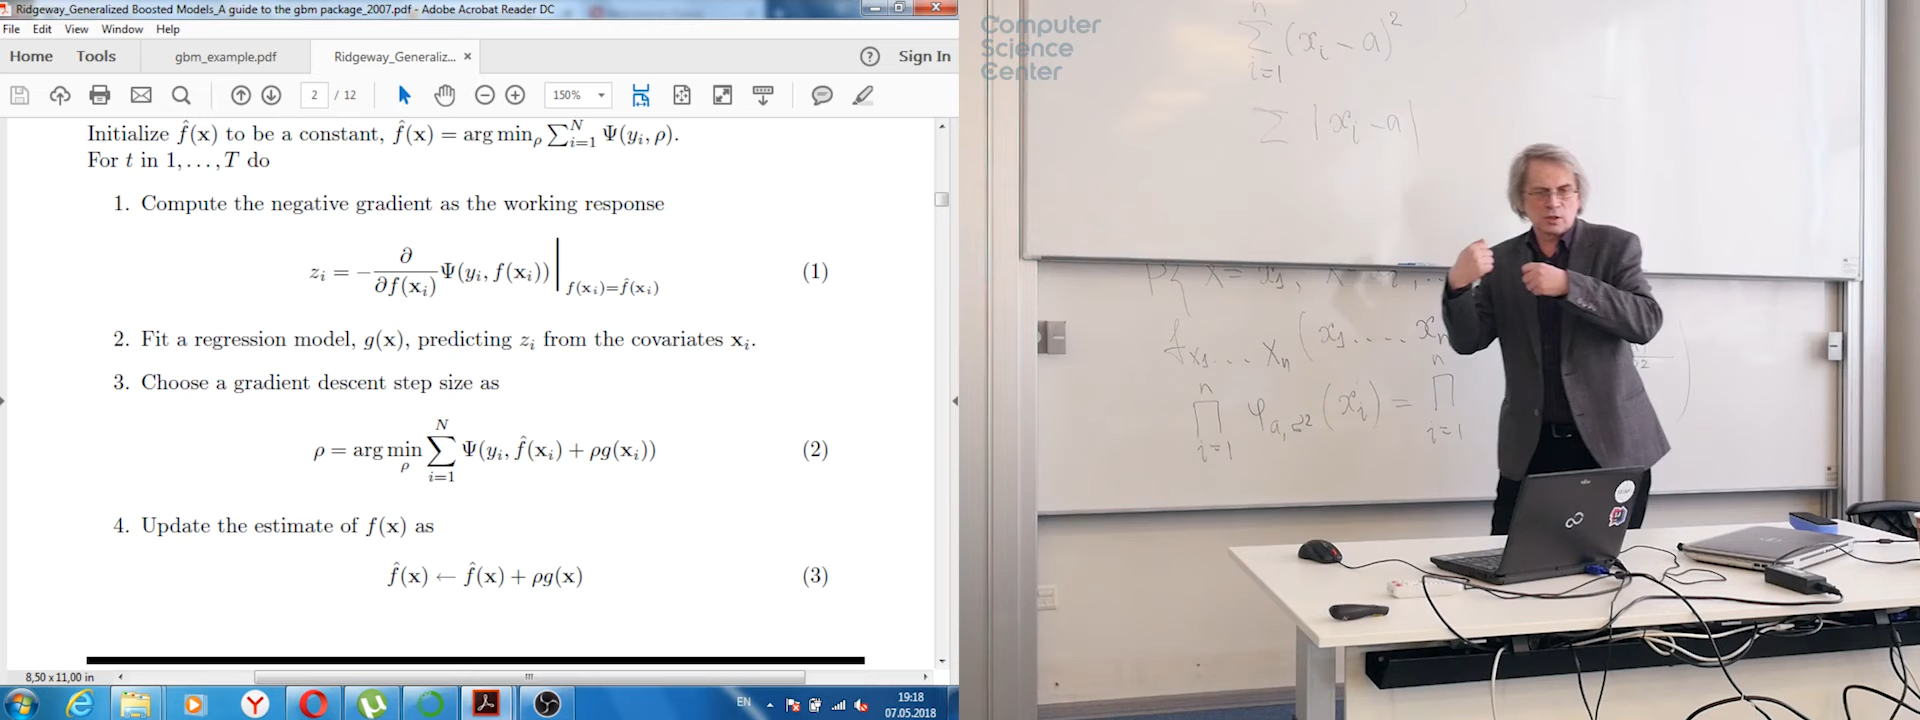 Ridgeway_Generalized Boosted Models_A guide to the gbm package_2007.pdf - Adobe Acrobat Reader DC
File Edit View Window Help
Home Tools gbm_example.pdf Ridgeway_Generaliz... × ? Sign In
2 / 12 150%
Initialize f̂(x) to be a constant, f̂(x) = arg min_ρ ∑_{i=1}^N Ψ(y_i, ρ).
For t in 1, . . . , T do
1. Compute the negative gradient as the working response
z_i = −∂/∂f(x_i) Ψ(y_i, f(x_i))|_{f(x_i)=f̂(x_i)} (1)
2. Fit a regression model, g(x), predicting z_i from the covariates x_i.
3. Choose a gradient descent step size as
ρ = arg min_ρ ∑_{i=1}^N Ψ(y_i, f̂(x_i) + ρg(x_i)) (2)
4. Update the estimate of f(x) as
f̂(x) ← f̂(x) + ρg(x) (3)
8,50 x 11,00 in
EN 19:18
07.05.2018
Computer
Science
Center
∑_{i=1}^n (x_i − a)^2
∑ |x_i − a|
f_{X_1 ... X_n} (x_1 .... x_n
∏_{i=1}^n φ_{a, σ^2} (x_i) = ∏_{i=1}^n